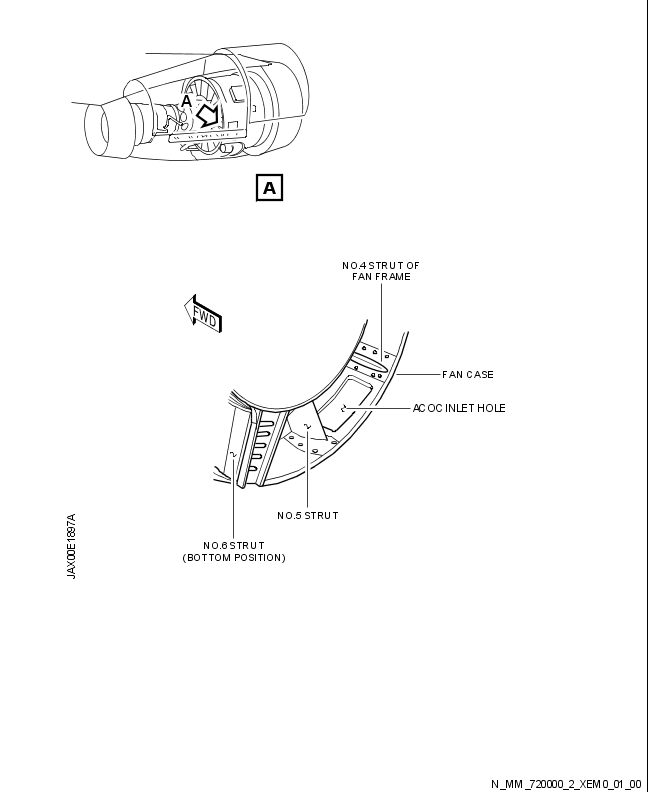 A
A
NO.4 STRUT OF
FAN FRAME
FWD
FAN CASE
ACOC INLET HOLE
NO.5 STRUT
NO.6 STRUT
(BOTTOM POSITION)
JAX00E1897A
N_MM_720000_2_XEM0_01_00